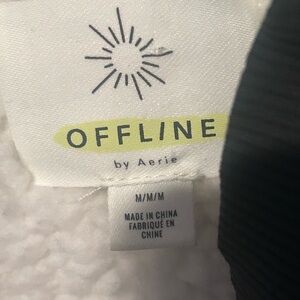 OFFLINE
by Aerie
M/M/M
MADE IN CHINA
FABRIQUÉ EN
CHINE